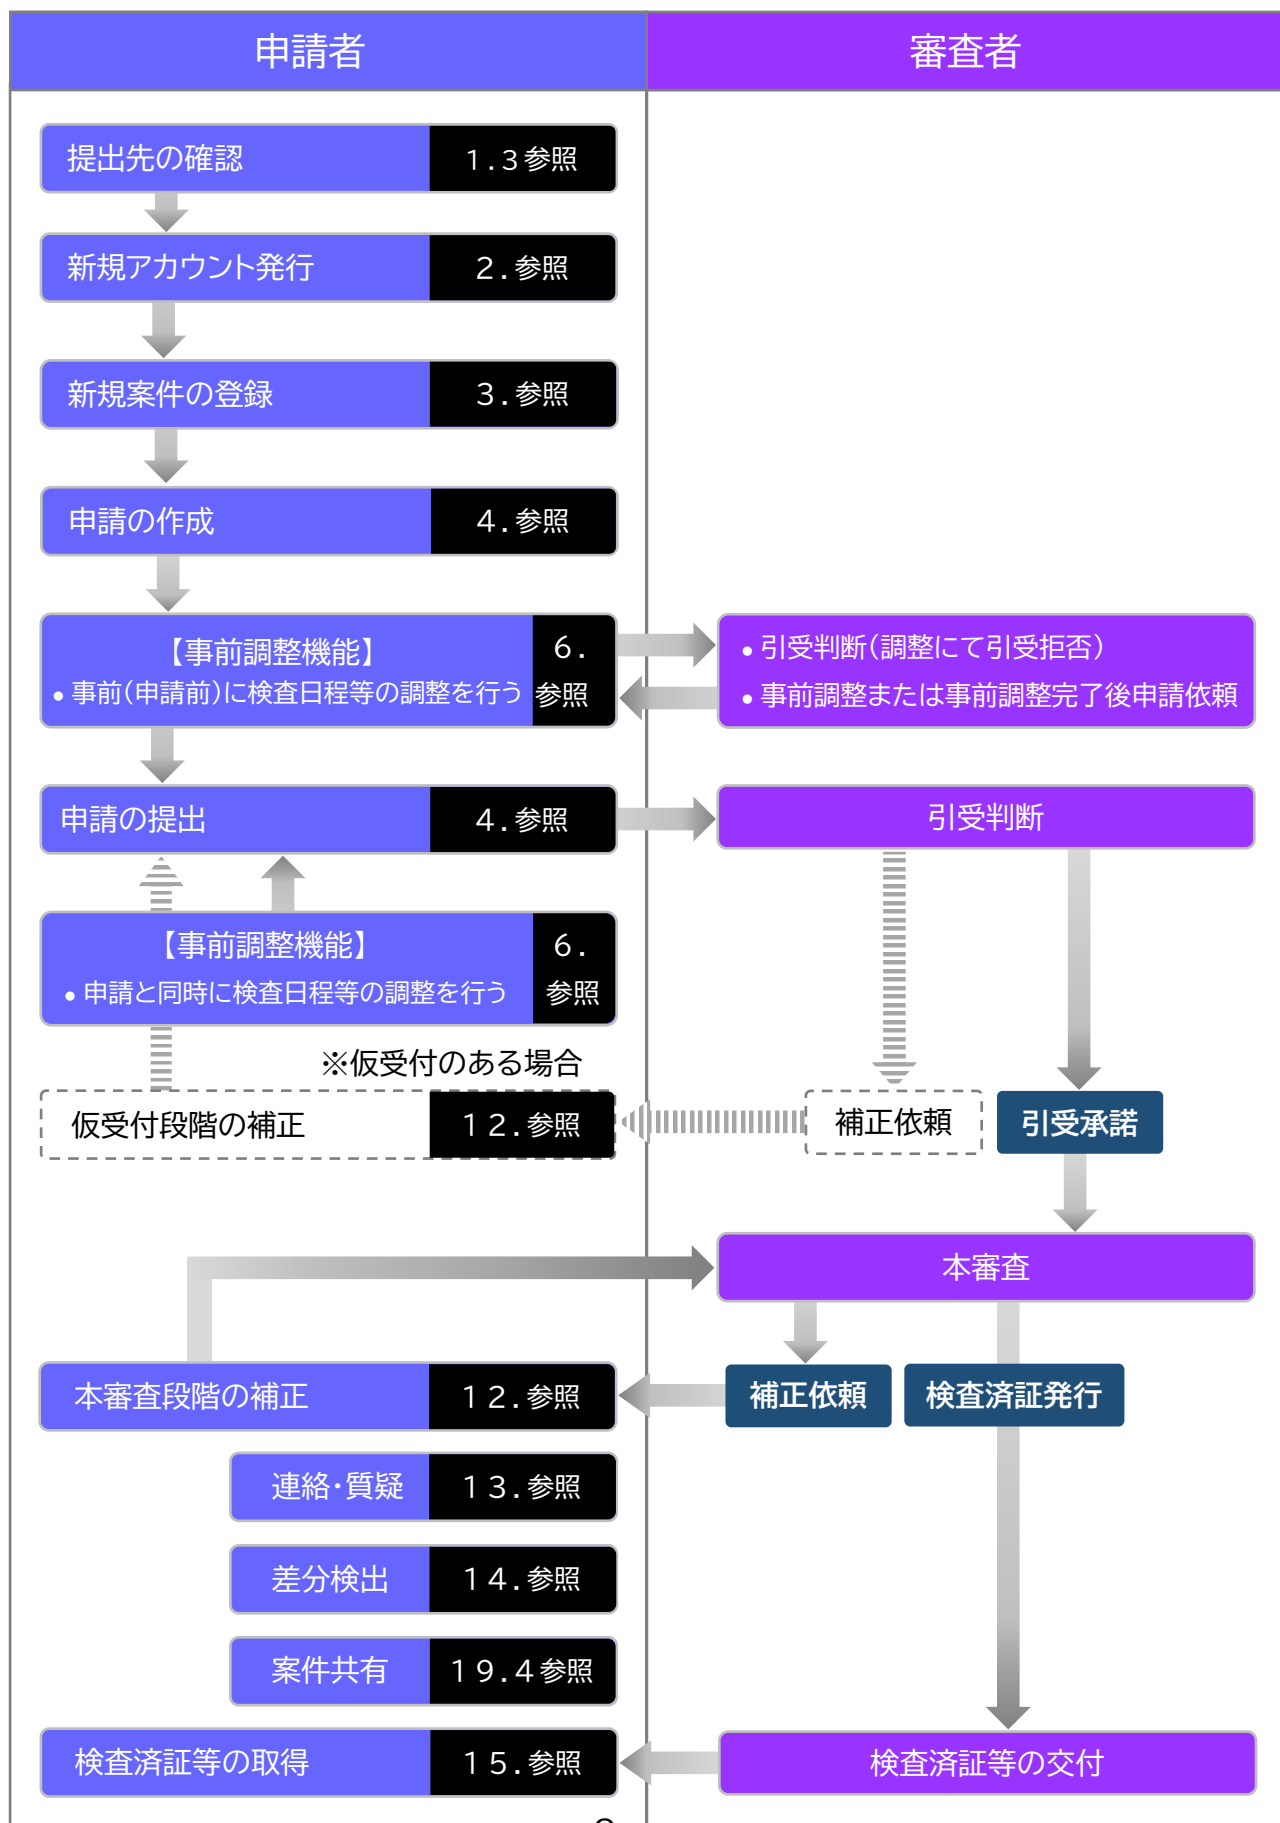 申請者
審査者
提出先の確認
1.3参照
新規アカウント発行
2.参照
新規案件の登録
3.参照
申請の作成
4.参照
【事前調整機能】
• 事前(申請前)に検査日程等の調整を行う
6.
参照
• 引受判断(調整にて引受拒否)
• 事前調整または事前調整完了後申請依頼
申請の提出
4.参照
引受判断
【事前調整機能】
• 申請と同時に検査日程等の調整を行う
6.
参照
※仮受付のある場合
仮受付段階の補正
12.参照
補正依頼
引受承諾
本審査
本審査段階の補正
12.参照
補正依頼
検査済証発行
連絡・質疑
13.参照
差分検出
14.参照
案件共有
19.4参照
検査済証等の取得
15.参照
検査済証等の交付